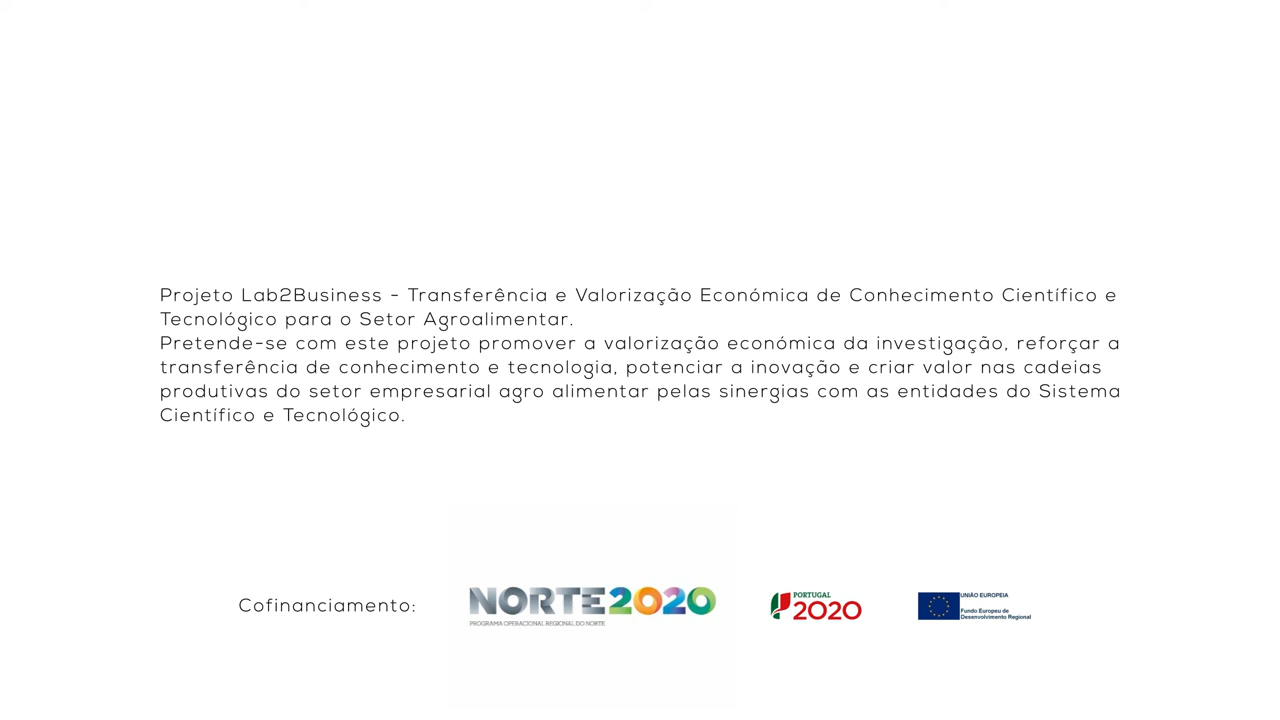 Projeto Lab2Business - Transferência e Valorização Económica de Conhecimento Científico e
Tecnológico para o Setor Agroalimentar.
Pretende-se com este projeto promover a valorização económica da investigação, reforçar a
transferência de conhecimento e tecnologia, potenciar a inovação e criar valor nas cadeias
produtivas do setor empresarial agro alimentar pelas sinergias com as entidades do Sistema
Científico e Tecnológico.
Cofinanciamento:
NORTE2020
PROGRAMA OPERACIONAL REGIONAL DO NORTE
PORTUGAL
2020
UNIÃO EUROPEIA
Fundo Europeu de
Desenvolvimento Regional